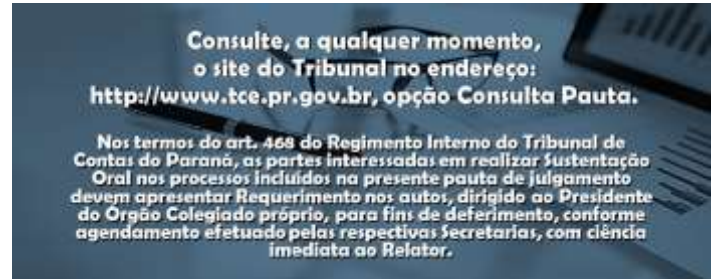 Consulte, a qualquer momento,
o site do Tribunal no endereço:
http://www.tce.pr.gov.br, opção Consulta Pauta.
Nos termos do art. 468 do Regimento Interno do Tribunal de
Contas do Paraná, as partes interessadas em realizar Sustentação
Oral nos processos incluídos na presente pauta de julgamento
devem apresentar Requerimento nos autos, dirigido ao Presidente
do Órgão Colegiado próprio, para fins de deferimento, conforme
agendamento efetuado pelas respectivas Secretarias, com ciência
imediata ao Relator.